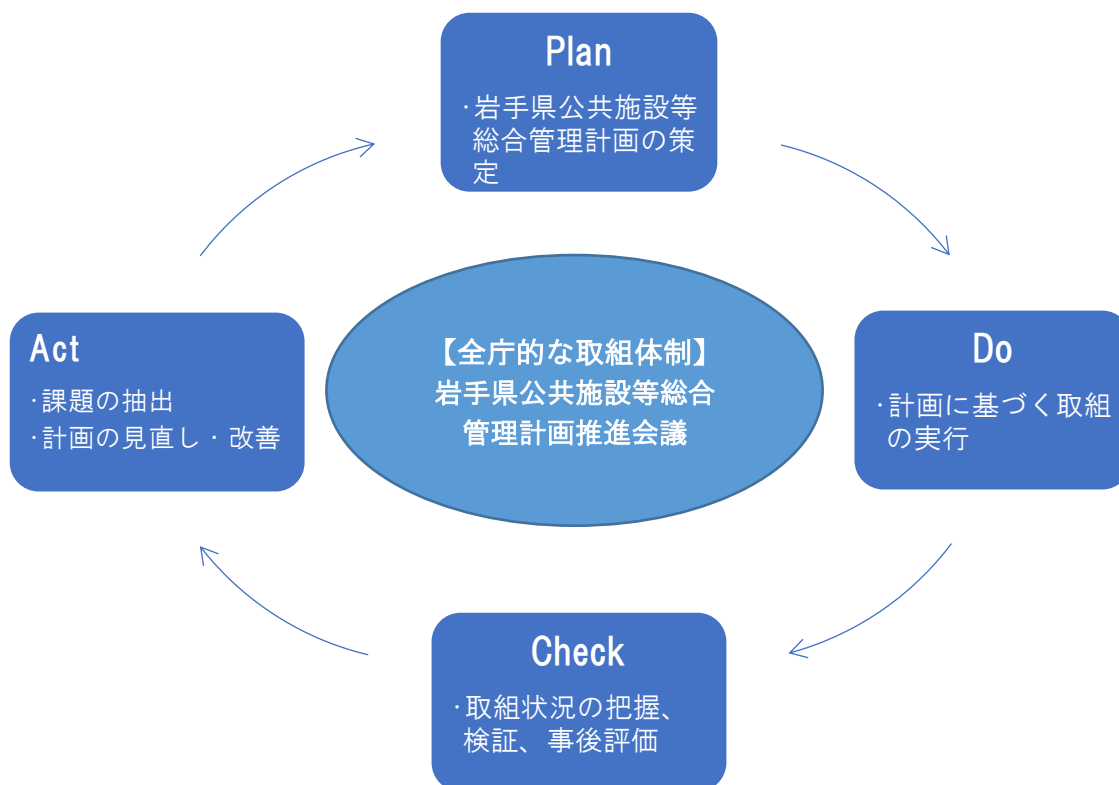 Plan
・岩手県公共施設等
総合管理計画の策
定
【全庁的な取組体制】
岩手県公共施設等総合
管理計画推進会議
Act
・課題の抽出
・計画の見直し・改善
Do
・計画に基づく取組
の実行
Check
・取組状況の把握、
検証、事後評価